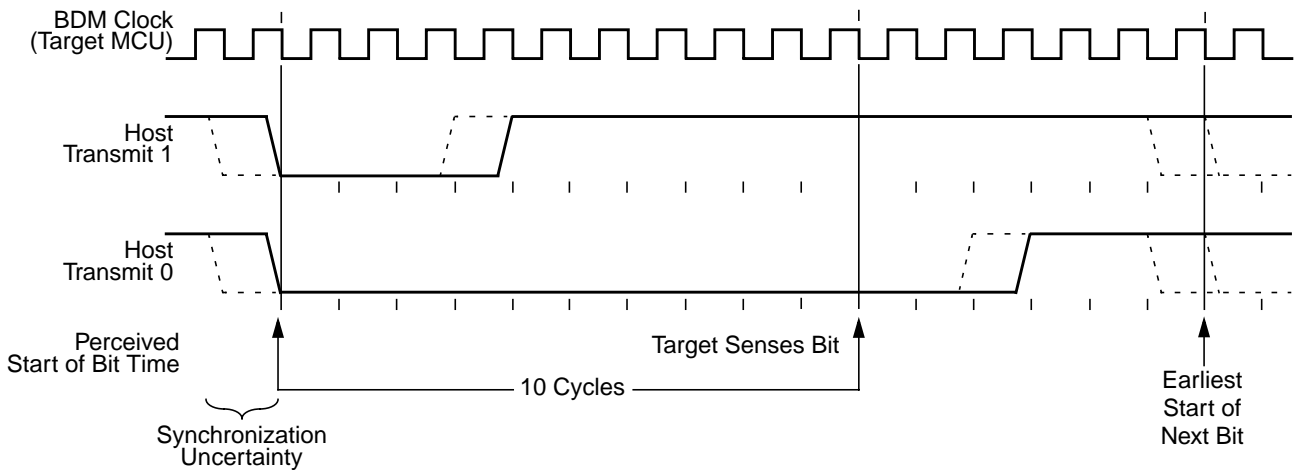 BDM Clock
(Target MCU)
Host
Transmit 1
Host
Transmit 0
Perceived
Start of Bit Time
Target Senses Bit
10 Cycles
Earliest
Start of
Next Bit
Synchronization
Uncertainty